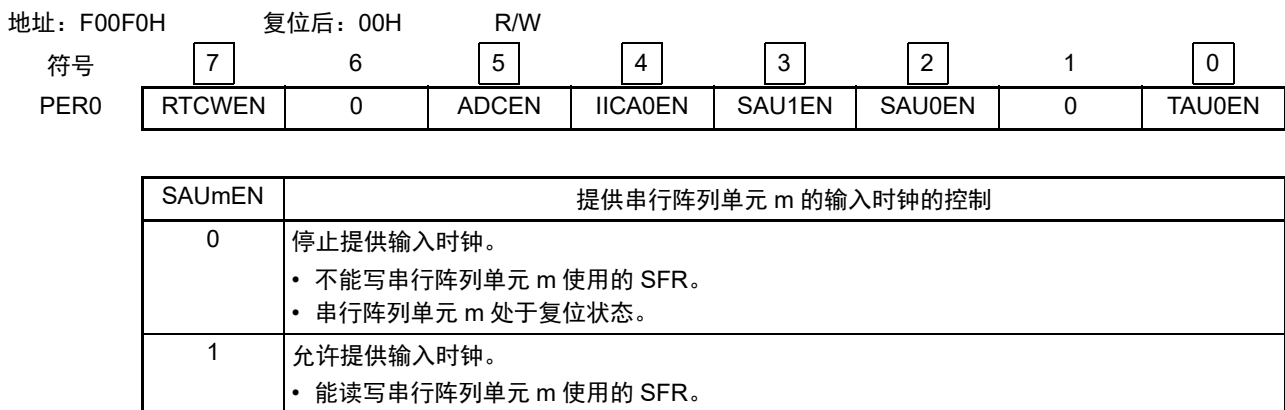 地址：F00F0H 复位后：00H R/W
符号 7 6 5 4 3 2 1 0
PER0 RTCWEN 0 ADCEN IICA0EN SAU1EN SAU0EN 0 TAU0EN
SAUmEN 提供串行阵列单元 m 的输入时钟的控制
0 停止提供输入时钟。
• 不能写串行阵列单元 m 使用的 SFR。
• 串行阵列单元 m 处于复位状态。
1 允许提供输入时钟。
• 能读写串行阵列单元 m 使用的 SFR。